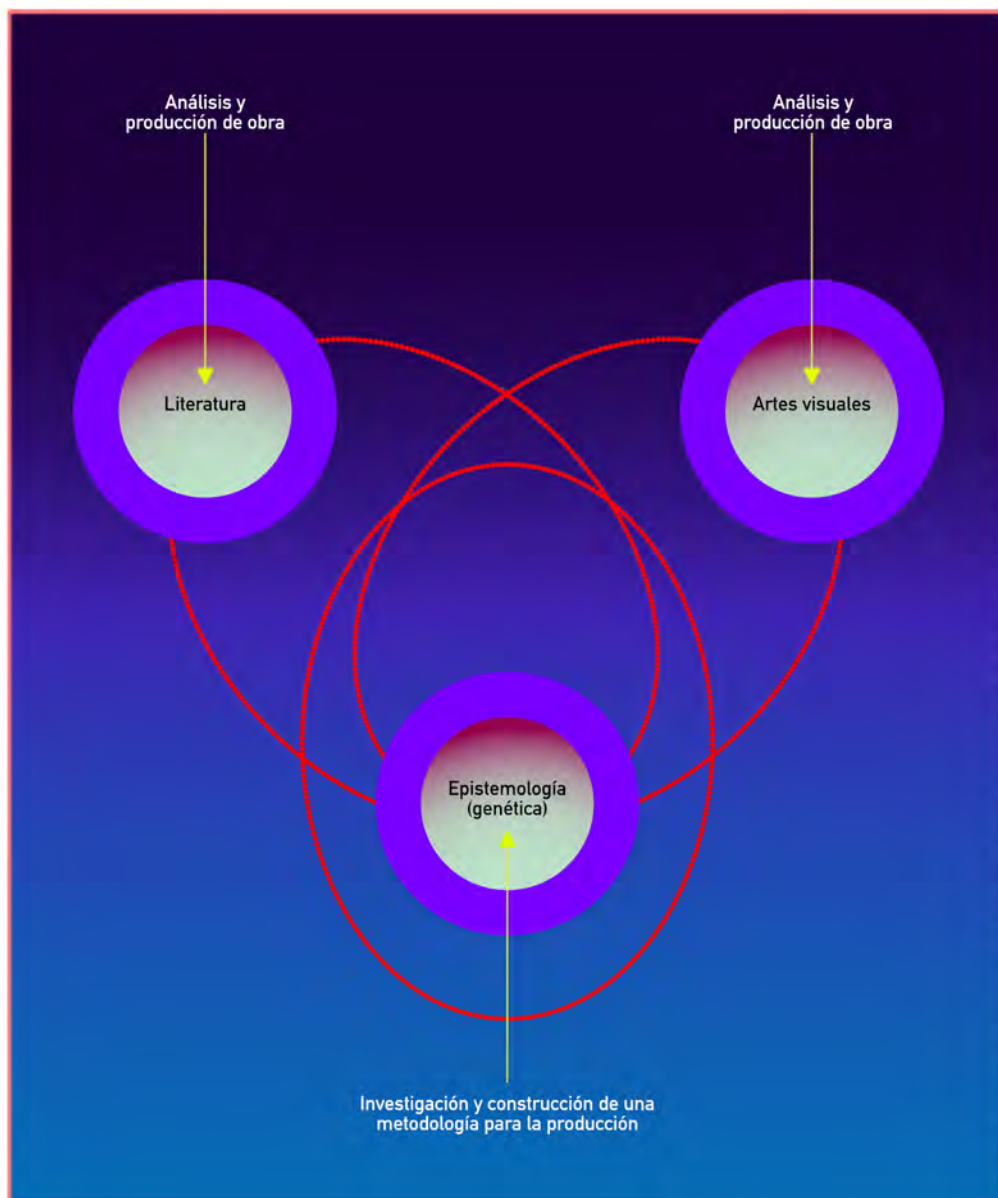 Análisis y
producción de obra
Análisis y
producción de obra
Literatura
Artes visuales
Epistemología
(genética)
Investigación y construcción de una
metodología para la producción